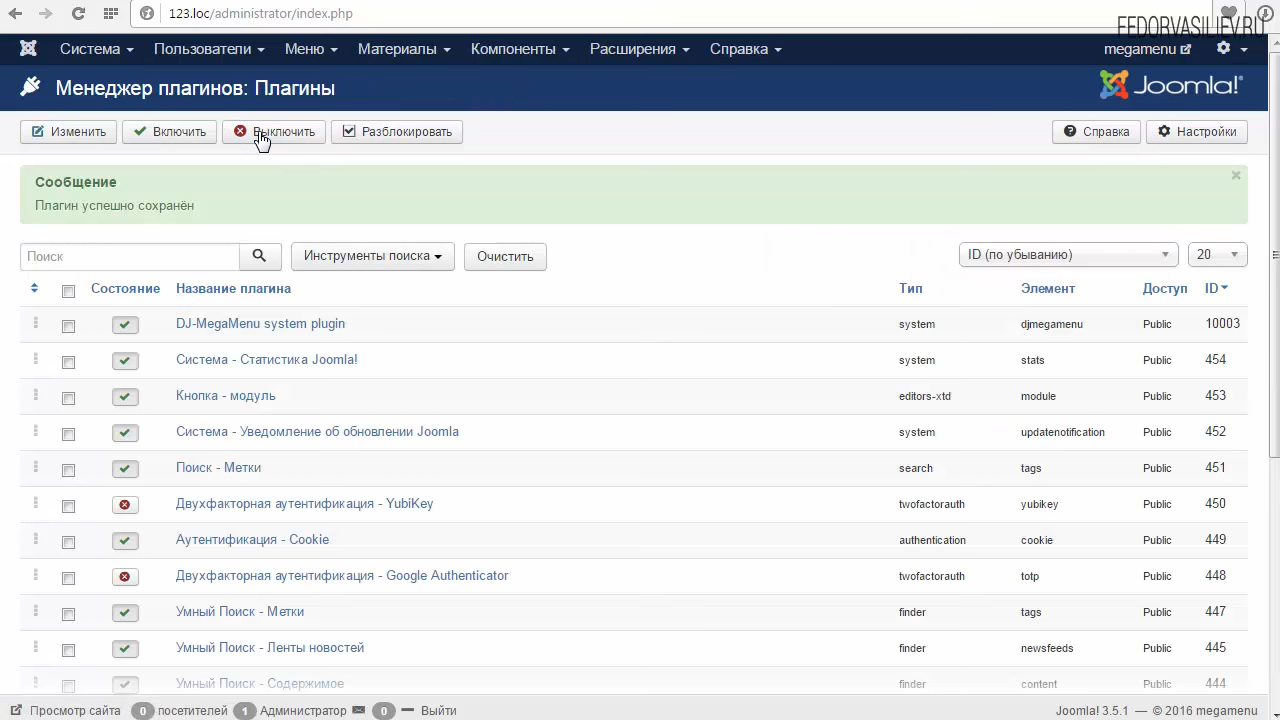 123.loc/administrator/index.php
FEDORVASILIEV.RU
Система Пользователи Меню Материалы Компоненты Расширения Справка megamenu
Менеджер плагинов: Плагины
Joomla!
Изменить Включить Выключить Разблокировать Справка Настройки
Сообщение
Плагин успешно сохранён
Поиск Инструменты поиска Очистить ID (по убыванию) 20
Состояние Название плагина Тип Элемент Доступ ID
DJ-MegaMenu system plugin system djmegamenu Public 10003
Система - Статистика Joomla! system stats Public 454
Кнопка - модуль editors-xtd module Public 453
Система - Уведомление об обновлении Joomla system updatenotification Public 452
Поиск - Метки search tags Public 451
Двухфакторная аутентификация - YubiKey twofactorauth yubikey Public 450
Аутентификация - Cookie authentication cookie Public 449
Двухфакторная аутентификация - Google Authenticator twofactorauth totp Public 448
Умный Поиск - Метки finder tags Public 447
Умный Поиск - Ленты новостей finder newsfeeds Public 445
Умный Поиск - Содержимое finder content Public 444
Просмотр сайта 0 посетителей 1 Администратор 0 Выйти Joomla! 3.5.1 — © 2016 megamenu